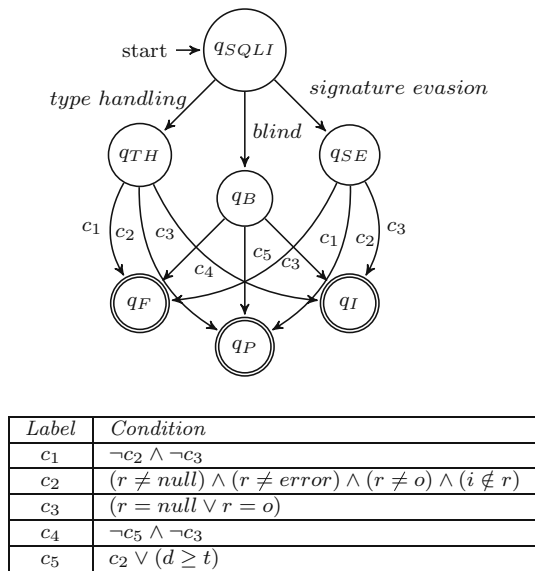 start
q_SQLI
type handling
signature evasion
blind
q_TH
q_SE
q_B
c_1 c_2 c_3 c_5 c_1 c_2 c_3
c_4 c_3
q_F
q_I
q_P
Label Condition
c_1 ¬c_2 ∧ ¬c_3
c_2 (r ≠ null) ∧ (r ≠ error) ∧ (r ≠ o) ∧ (i ∉ r)
c_3 (r = null ∨ r = o)
c_4 ¬c_5 ∧ ¬c_3
c_5 c_2 ∨ (d ≥ t)